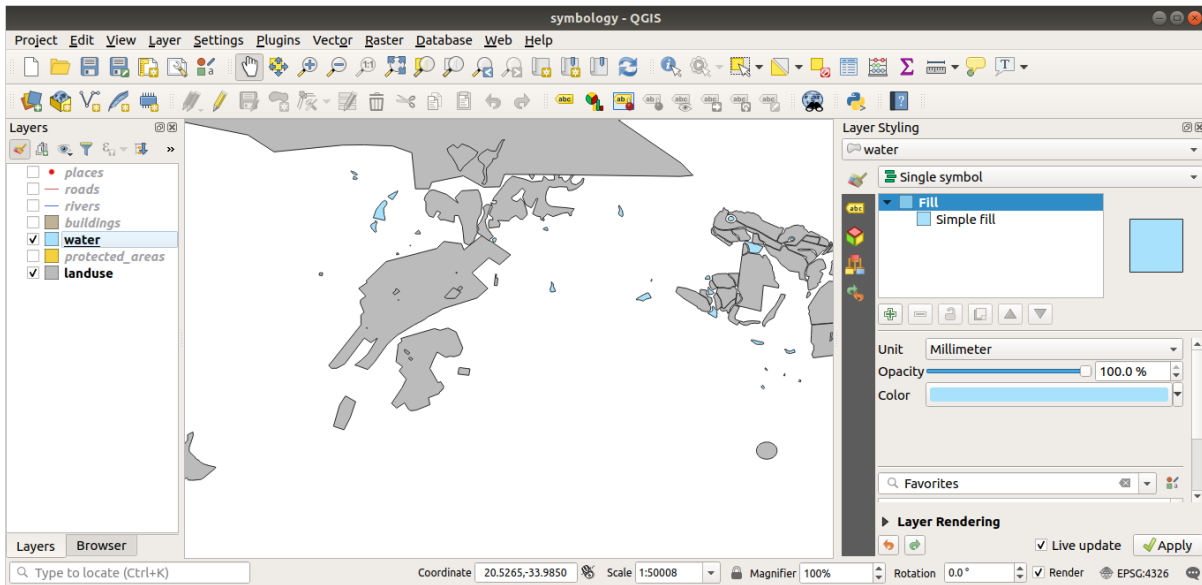 symbology - QGIS
Project Edit View Layer Settings Plugins Vector Raster Database Web Help
Layers
places
roads
rivers
buildings
water
protected_areas
landuse
Layers Browser
Layer Styling
water
Single symbol
abc
Fill
Simple fill
Unit Millimeter
Opacity 100.0 %
Color
Favorites
Layer Rendering
Live update Apply
Type to locate (Ctrl+K) Coordinate 20.5265,-33.9850 Scale 1:50008 Magnifier 100% Rotation 0.0° Render EPSG:4326